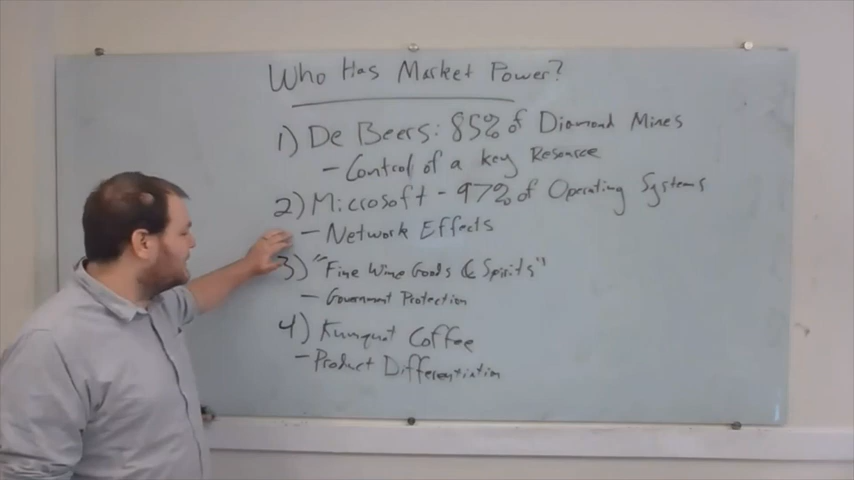 Who Has Market Power?
1) De Beers: 85% of Diamond Mines
- Control of a key Resource
2) Microsoft - 97% of Operating Systems
- Network Effects
3) "Fine Wine Goods & Spirits"
- Government Protection
4) Kumquat Coffee
- Product Differentiation